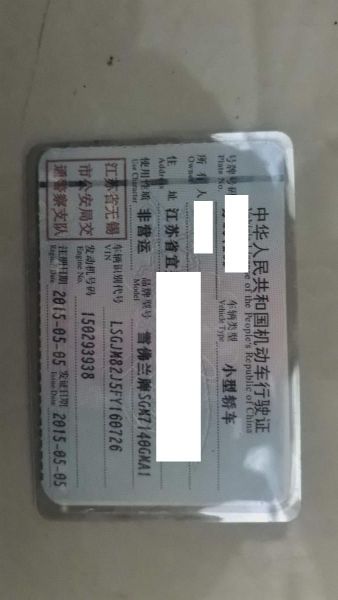 中华人民共和国机动车行驶证
of the People's Republic of China
号牌号码
Plate No.
车辆类型 小型轿车
Vehicle Type
所有人
Owner
住 址 江苏省宜
Address
使用性质 非营运
Use Character
品牌型号 雪佛兰牌SGM7140GMA1
Model
江苏省无锡
市公安局交
通警察支队
车辆识别代号 LSGJM82J5FY160726
VIN
发动机号码 150293938
Engine No.
注册日期 2015-05-05
Register Date
发证日期 2015-05-05
Issue Date